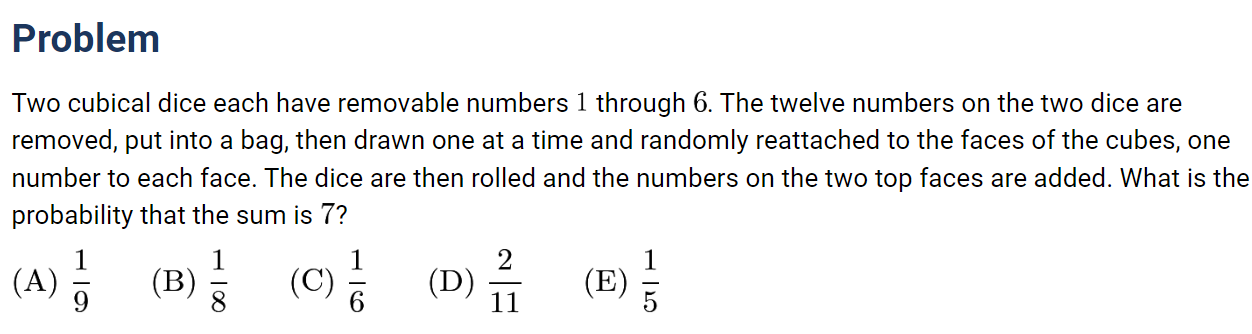 Problem
Two cubical dice each have removable numbers 1 through 6. The twelve numbers on the two dice are
removed, put into a bag, then drawn one at a time and randomly reattached to the faces of the cubes, one
number to each face. The dice are then rolled and the numbers on the two top faces are added. What is the
probability that the sum is 7?
(A) 1/9 (B) 1/8 (C) 1/6 (D) 2/11 (E) 1/5